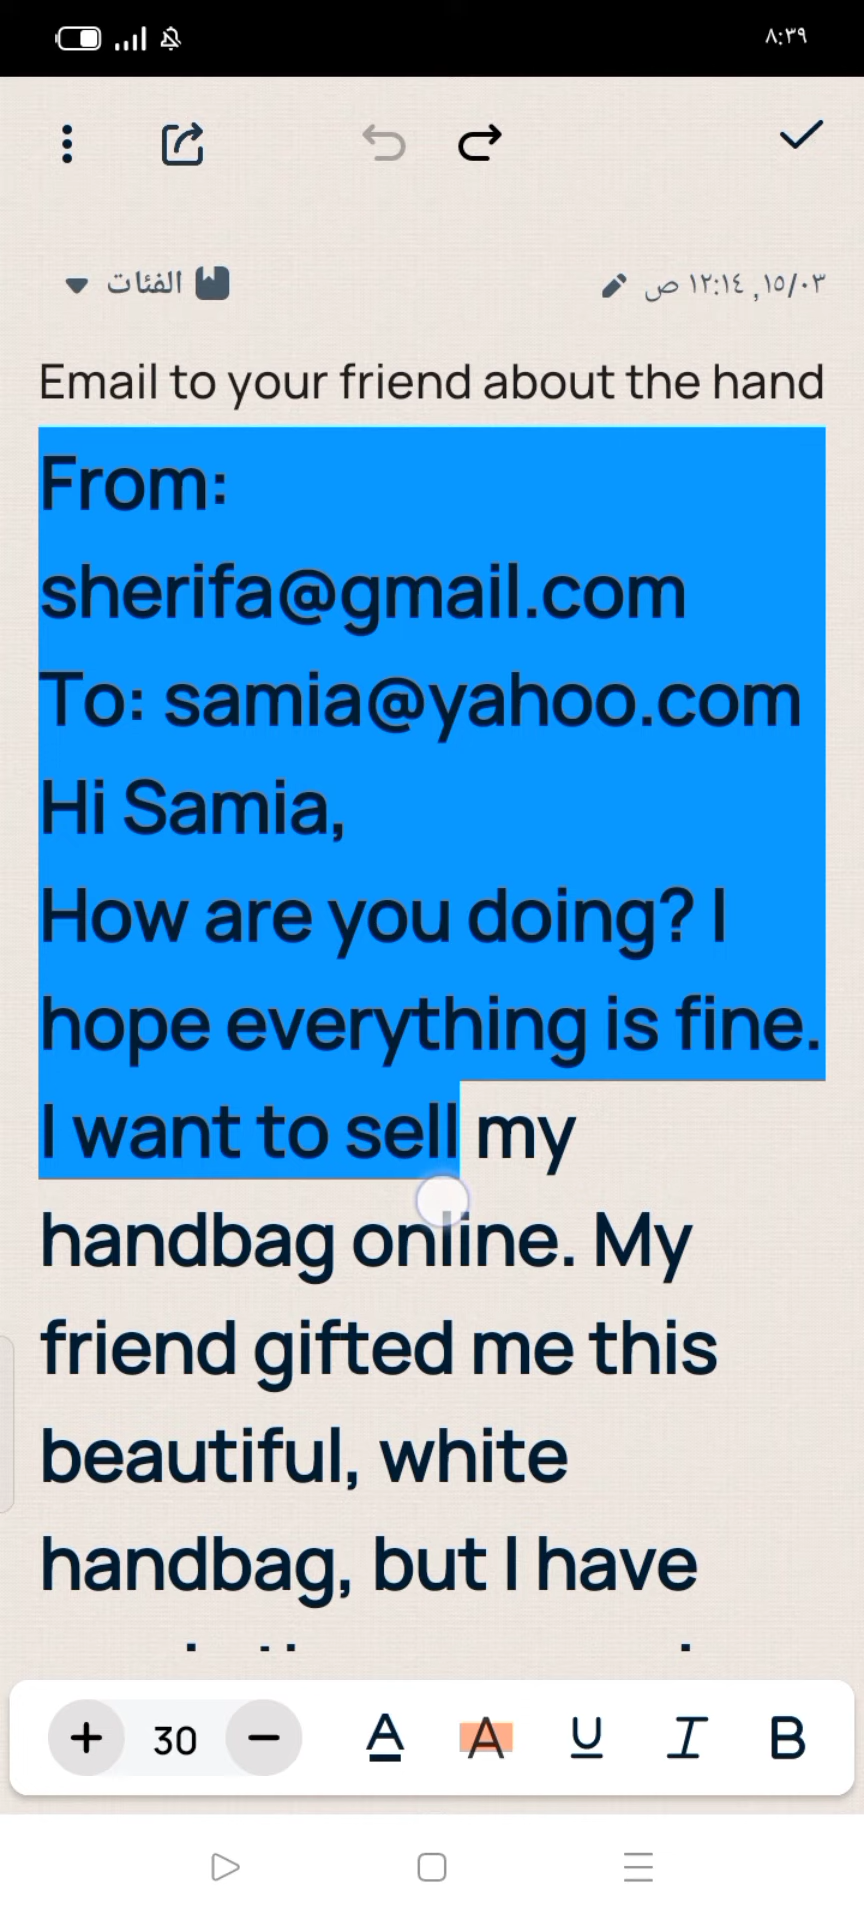 ٨:٣٩
الفئات
١٥/٠٣, ١٢:١٤ ص
Email to your friend about the hand
From:
sherifa@gmail.com
To: samia@yahoo.com
Hi Samia,
How are you doing? I
hope everything is fine.
I want to sell my
handbag online. My
friend gifted me this
beautiful, white
handbag, but I have
+ 30 − A A U I B